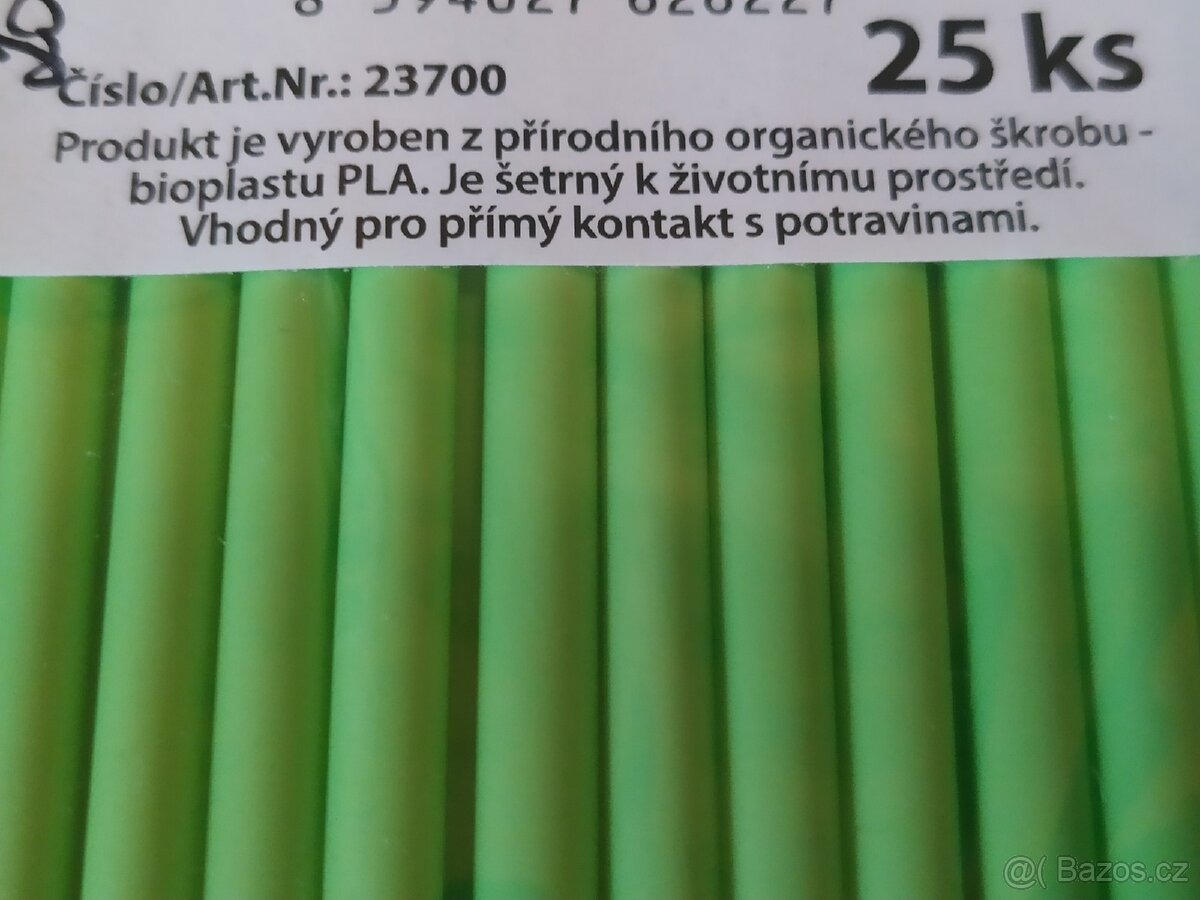 25 ks
Číslo/Art.Nr.: 23700
Produkt je vyroben z přírodního organického škrobu -
bioplastu PLA. Je šetrný k životnímu prostředí.
Vhodný pro přímý kontakt s potravinami.
@( Bazos.cz